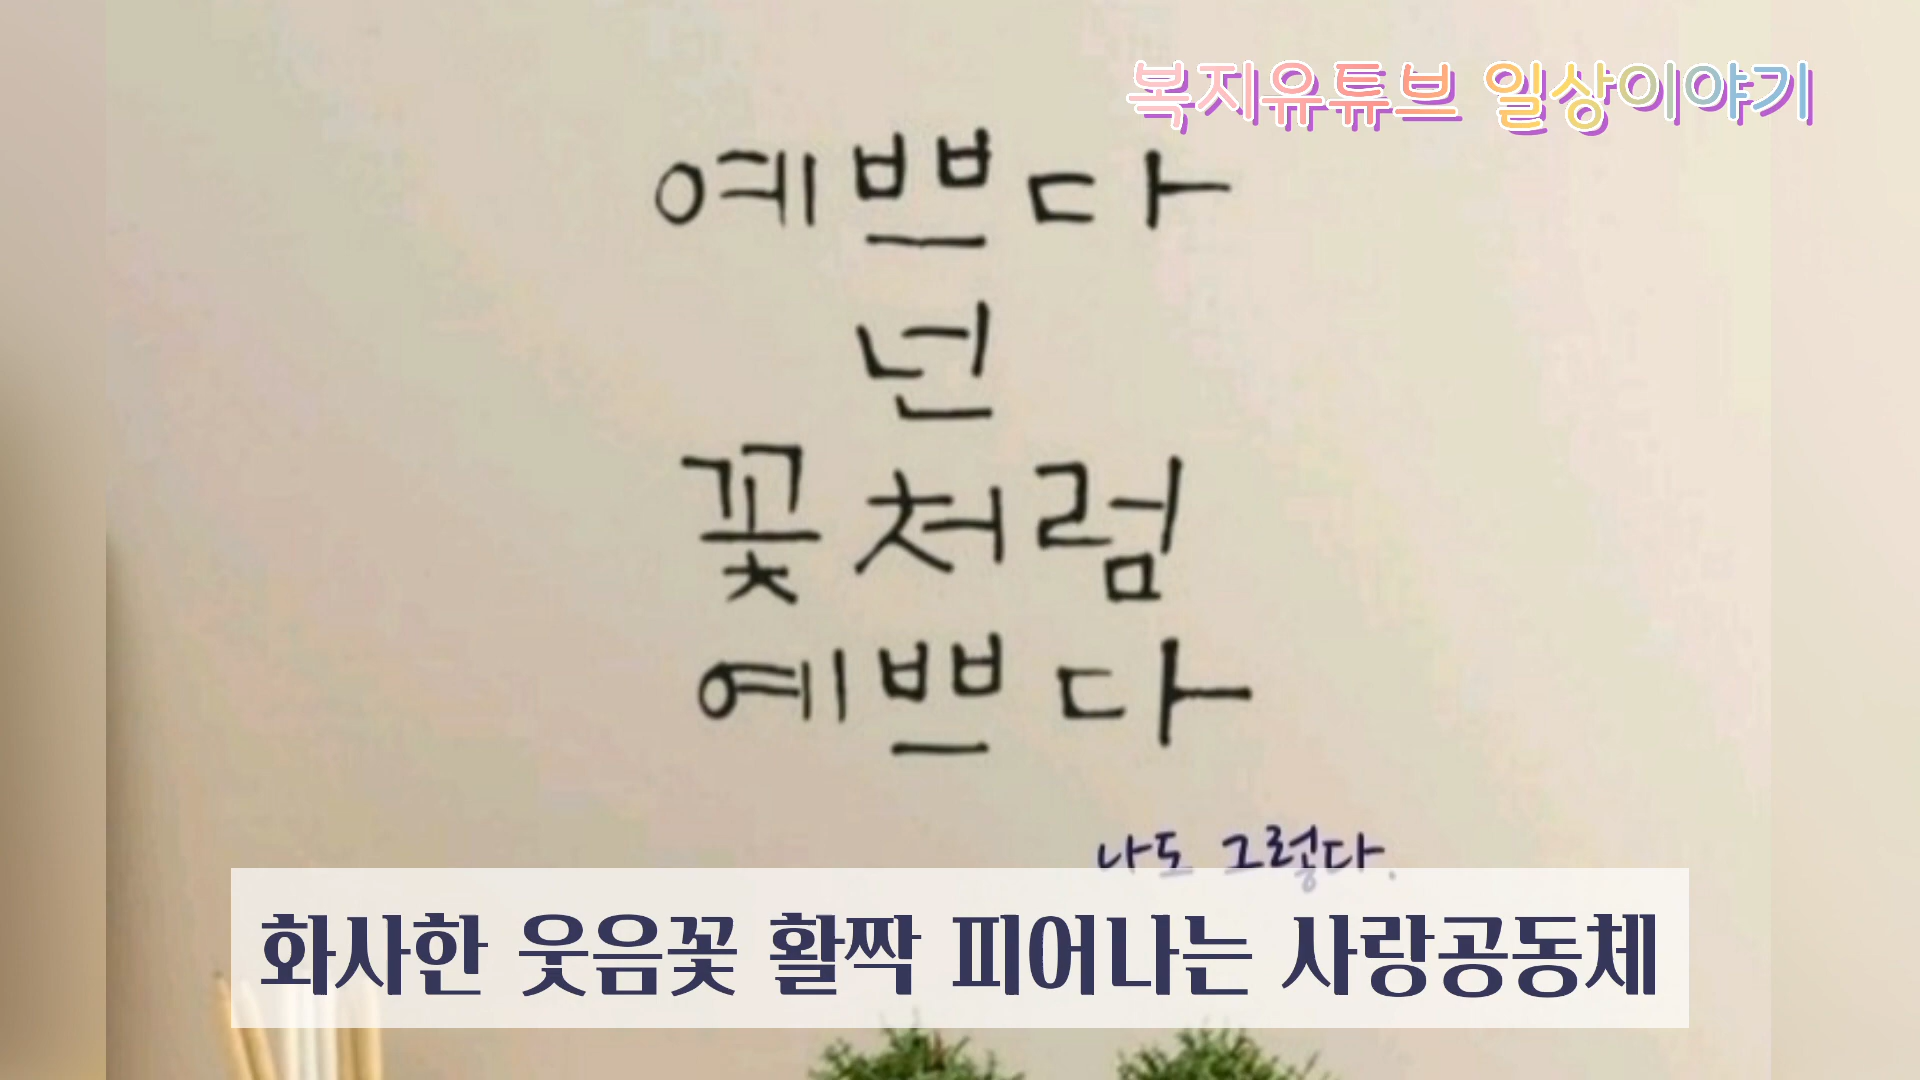 복지유튜브 일상이야기
예쁘다
넌
꽃처럼
예쁘다
나도 그렇다.
화사한 웃음꽃 활짝 피어나는 사랑공동체